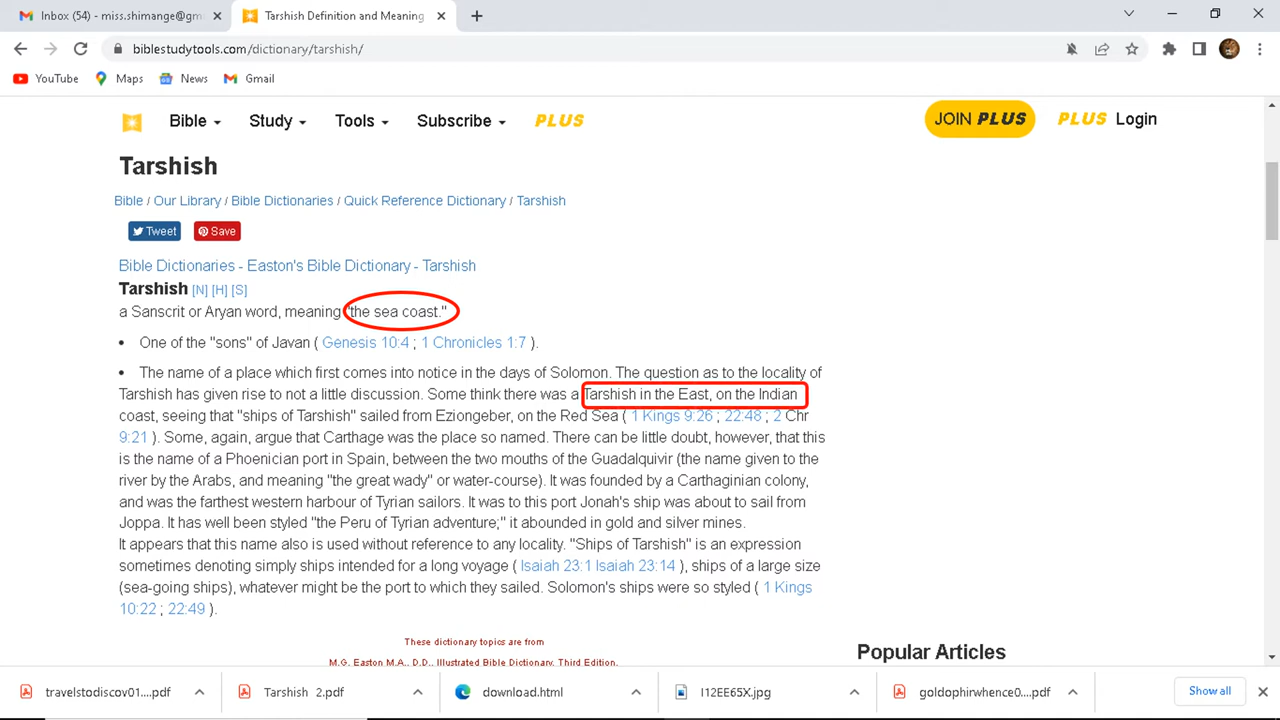 Inbox (54) - miss.shimange@gm
Tarshish Definition and Meaning
biblestudytools.com/dictionary/tarshish/
YouTube Maps News Gmail
Bible Study Tools Subscribe PLUS JOIN PLUS PLUS Login
Tarshish
Bible / Our Library / Bible Dictionaries / Quick Reference Dictionary / Tarshish
Tweet Save
Bible Dictionaries - Easton's Bible Dictionary - Tarshish
Tarshish [N] [H] [S]
a Sanscrit or Aryan word, meaning "the sea coast."
• One of the "sons" of Javan ( Genesis 10:4 ; 1 Chronicles 1:7 ).
• The name of a place which first comes into notice in the days of Solomon. The question as to the locality of
Tarshish has given rise to not a little discussion. Some think there was a Tarshish in the East, on the Indian
coast, seeing that "ships of Tarshish" sailed from Eziongeber, on the Red Sea ( 1 Kings 9:26 ; 22:48 ; 2 Chr
9:21 ). Some, again, argue that Carthage was the place so named. There can be little doubt, however, that this
is the name of a Phoenician port in Spain, between the two mouths of the Guadalquivir (the name given to the
river by the Arabs, and meaning "the great wady" or water-course). It was founded by a Carthaginian colony,
and was the farthest western harbour of Tyrian sailors. It was to this port Jonah's ship was about to sail from
Joppa. It has well been styled "the Peru of Tyrian adventure;" it abounded in gold and silver mines.
It appears that this name also is used without reference to any locality. "Ships of Tarshish" is an expression
sometimes denoting simply ships intended for a long voyage ( Isaiah 23:1 Isaiah 23:14 ), ships of a large size
(sea-going ships), whatever might be the port to which they sailed. Solomon's ships were so styled ( 1 Kings
10:22 ; 22:49 ).
These dictionary topics are from
M.G. Easton M.A., D.D., Illustrated Bible Dictionary, Third Edition,
Popular Articles
travelstodiscov01....pdf Tarshish 2.pdf download.html I12EE65X.jpg goldophirwhence0....pdf Show all